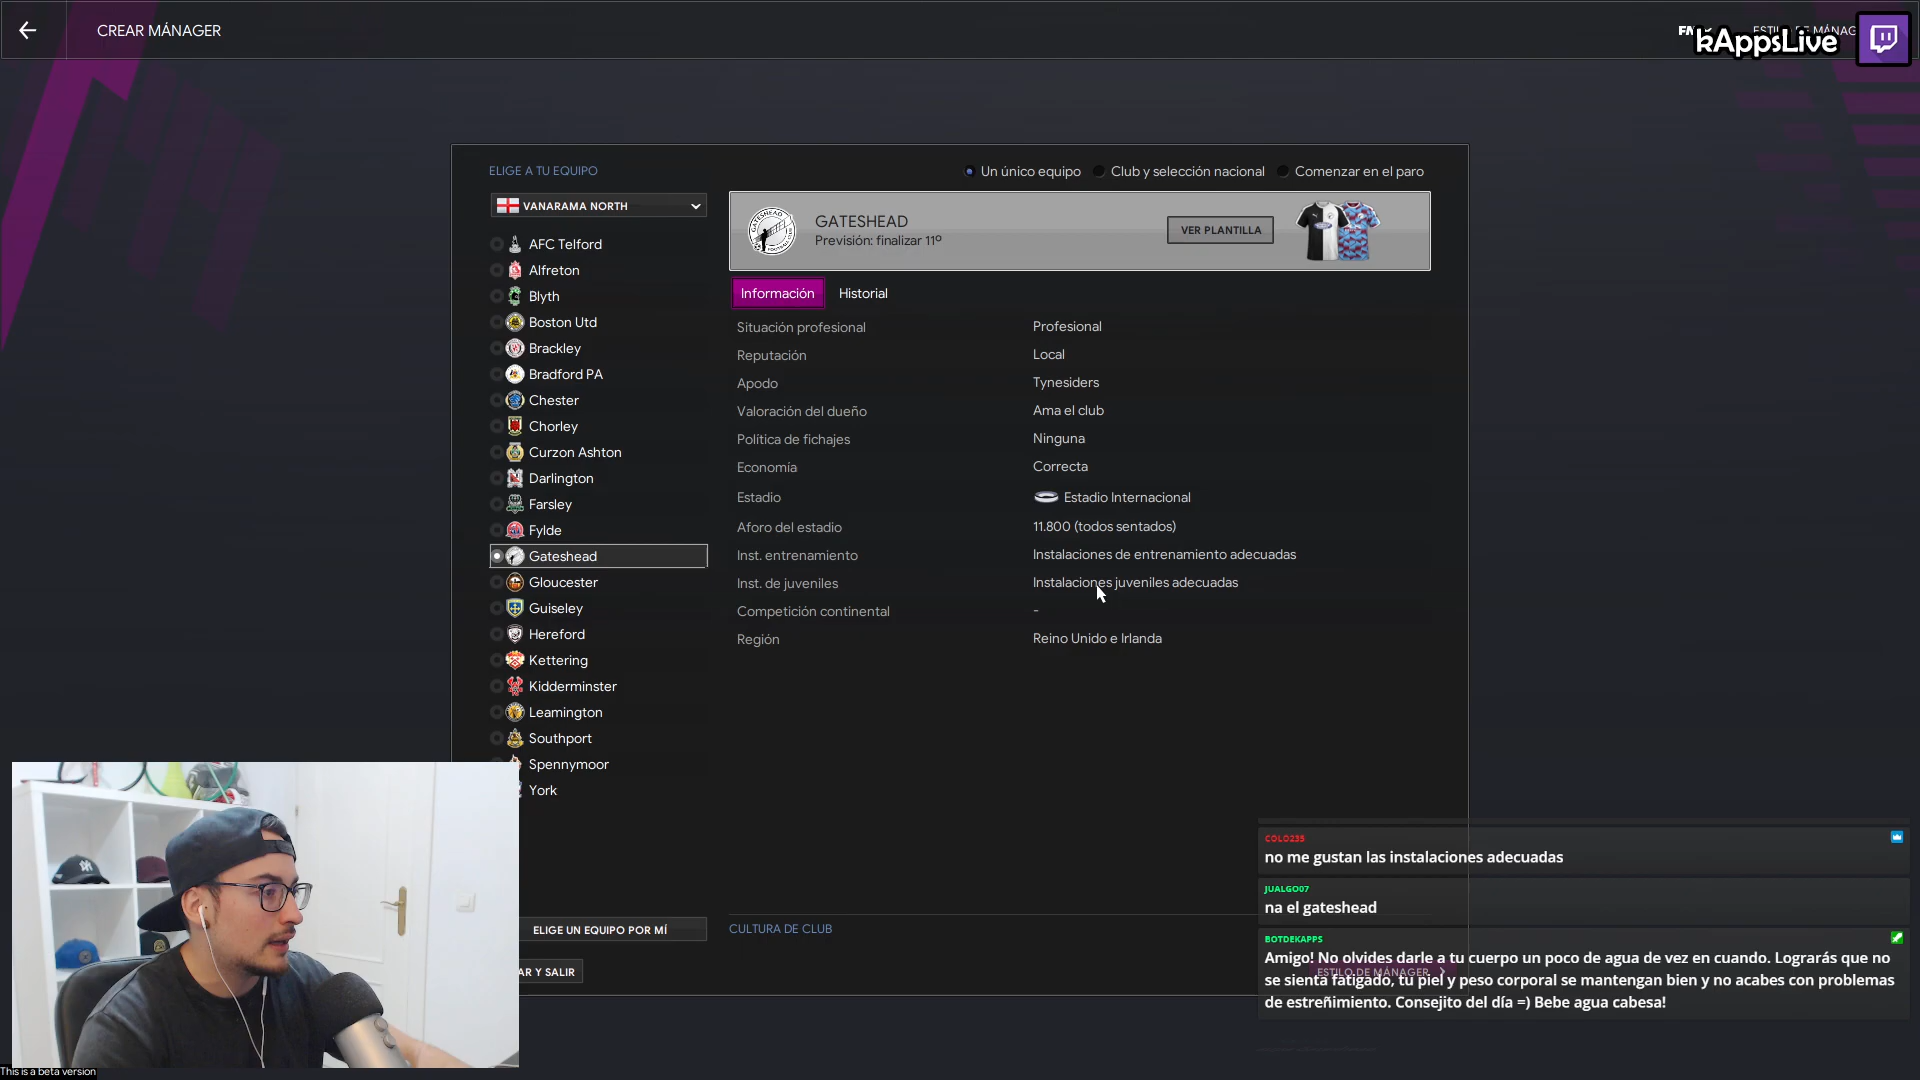 CREAR MÁNAGER
kAppsLive
ELIGE A TU EQUIPO
Un único equipo
Club y selección nacional
Comenzar en el paro
VANARAMA NORTH
AFC Telford
Alfreton
Blyth
Boston Utd
Brackley
Bradford PA
Chester
Chorley
Curzon Ashton
Darlington
Farsley
Fylde
Gateshead
Gloucester
Guiseley
Hereford
Kettering
Kidderminster
Leamington
Southport
Spennymoor
York
GATESHEAD
Previsión: finalizar 11º
VER PLANTILLA
Información
Historial
Situación profesional Profesional
Reputación Local
Apodo Tynesiders
Valoración del dueño Ama el club
Política de fichajes Ninguna
Economía Correcta
Estadio Estadio Internacional
Aforo del estadio 11.800 (todos sentados)
Inst. entrenamiento Instalaciones de entrenamiento adecuadas
Inst. de juveniles Instalaciones juveniles adecuadas
Competición continental -
Región Reino Unido e Irlanda
ELIGE UN EQUIPO POR MÍ
CULTURA DE CLUB
AR Y SALIR
ESTILO DE MÁNAGER
COLO235
no me gustan las instalaciones adecuadas
JUALGO07
na el gateshead
BOTDEKAPPS
Amigo! No olvides darle a tu cuerpo un poco de agua de vez en cuando. Lograrás que no
se sienta fatigado, tu piel y peso corporal se mantengan bien y no acabes con problemas
de estreñimiento. Consejito del día =) Bebe agua cabesa!
This is a beta version